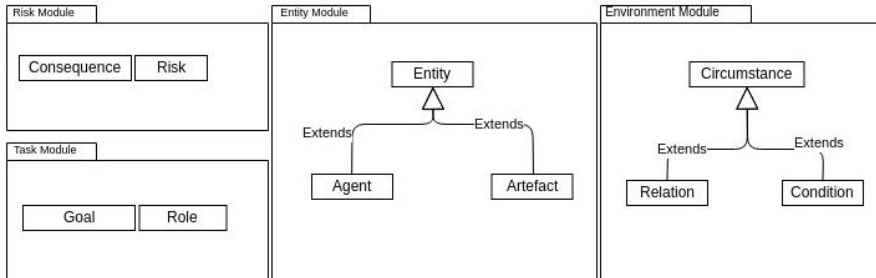 Risk Module
Consequence
Risk
Task Module
Goal
Role
Entity Module
Entity
Extends
Extends
Agent
Artefact
Environment Module
Circumstance
Extends
Extends
Relation
Condition